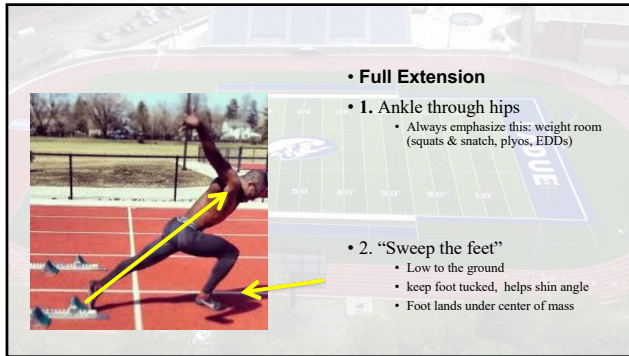 • Full Extension
• 1. Ankle through hips
• Always emphasize this: weight room
(squats & snatch, plyos, EDDs)
• 2. “Sweep the feet”
• Low to the ground
• keep foot tucked, helps shin angle
• Foot lands under center of mass